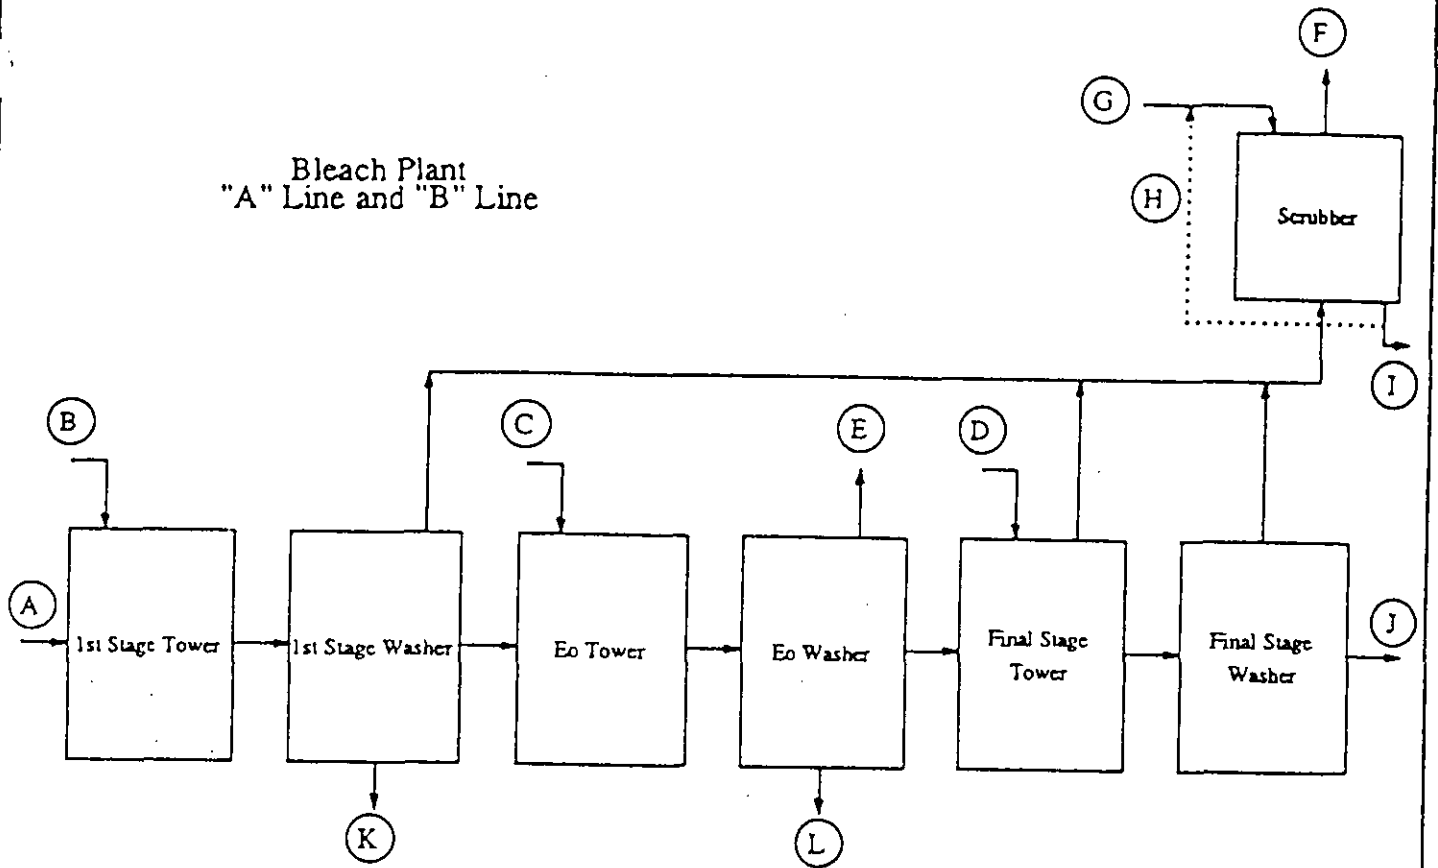 F
G
Bleach Plant
"A" Line and "B" Line
H
Scrubber
I
B
C
E
D
A
J
1st Stage Tower
1st Stage Washer
Eo Tower
Eo Washer
Final Stage
Tower
Final Stage
Washer
K
L